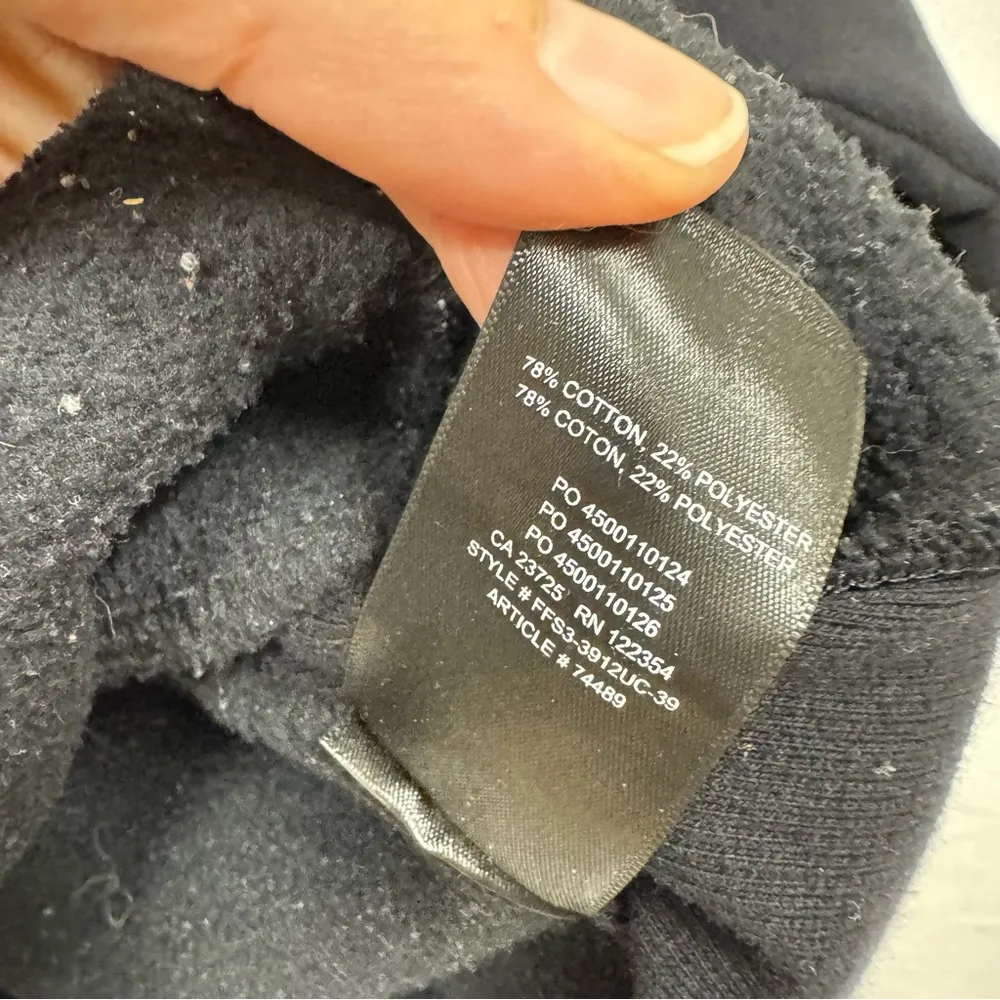 78% COTTON, 22% POLYESTER
78% COTON, 22% POLYESTER
PO 4500110124
PO 4500110125
PO 4500110126
CA 23725 RN 122354
STYLE # FFS3-3912UC-39
ARTICLE # 74489